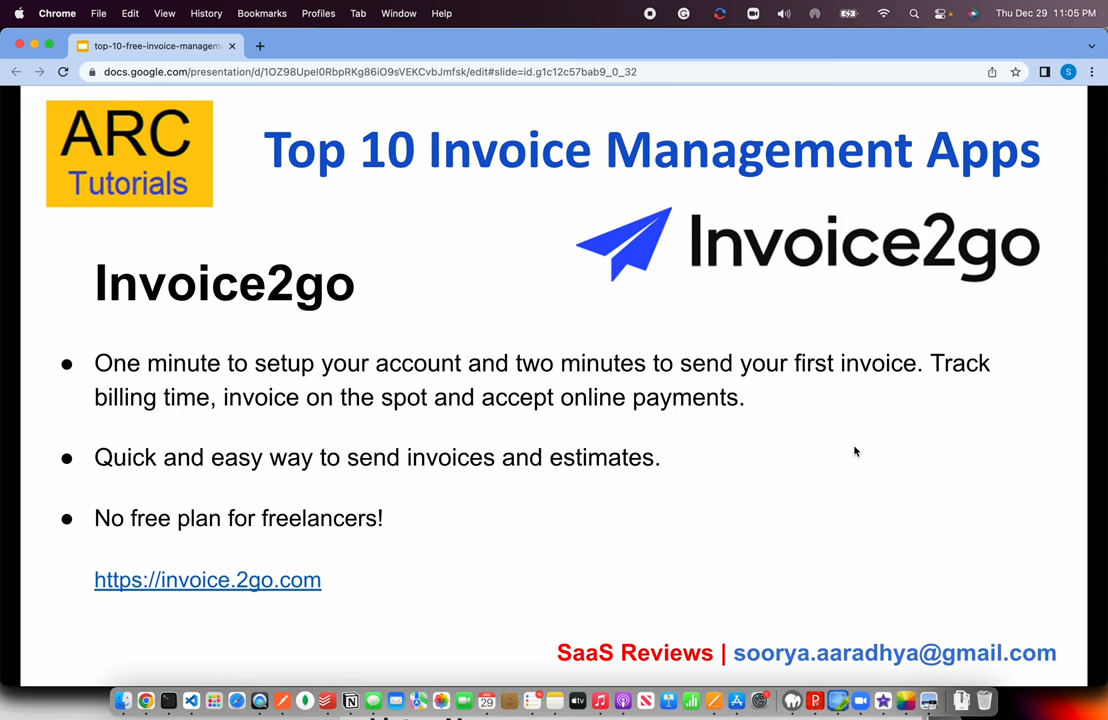 Chrome File Edit View History Bookmarks Profiles Tab Window Help Thu Dec 29 11:05 PM
top-10-free-invoice-managem
docs.google.com/presentation/d/1OZ98UpeI0RbpRKg86iO9sVEKCvbJmfsk/edit#slide=id.g1c12c57bab9_0_32
S
ARC
Tutorials
Top 10 Invoice Management Apps
Invoice2go
Invoice2go
● One minute to setup your account and two minutes to send your first invoice. Track
billing time, invoice on the spot and accept online payments.
● Quick and easy way to send invoices and estimates.
● No free plan for freelancers!
https://invoice.2go.com
SaaS Reviews | soorya.aaradhya@gmail.com